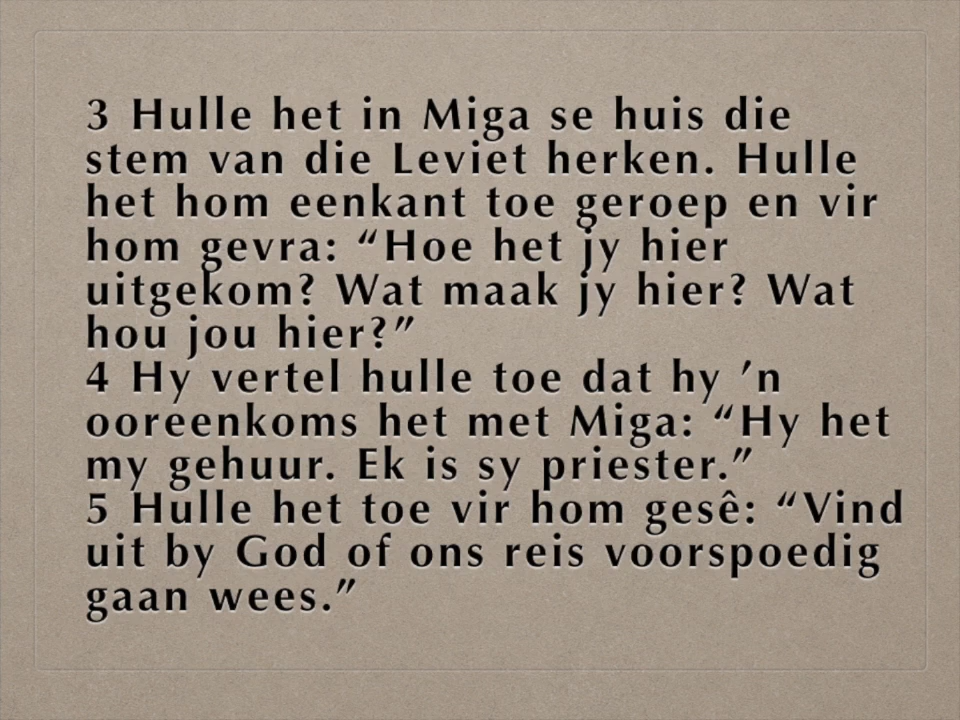 3 Hulle het in Miga se huis die
stem van die Leviet herken. Hulle
het hom eenkant toe geroep en vir
hom gevra: “Hoe het jy hier
uitgekom? Wat maak jy hier? Wat
hou jou hier?”
4 Hy vertel hulle toe dat hy ’n
ooreenkoms het met Miga: “Hy het
my gehuur. Ek is sy priester.”
5 Hulle het toe vir hom gesê: “Vind
uit by God of ons reis voorspoedig
gaan wees.”